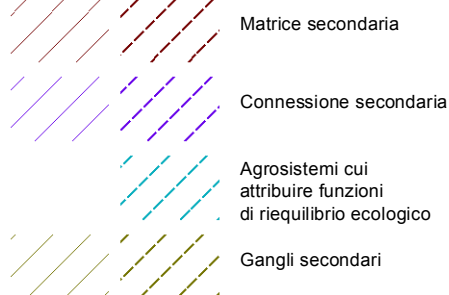 Matrice secondaria
Connessione secondaria
Agrosistemi cui
attribuire funzioni
di riequilibrio ecologico
Gangli secondari